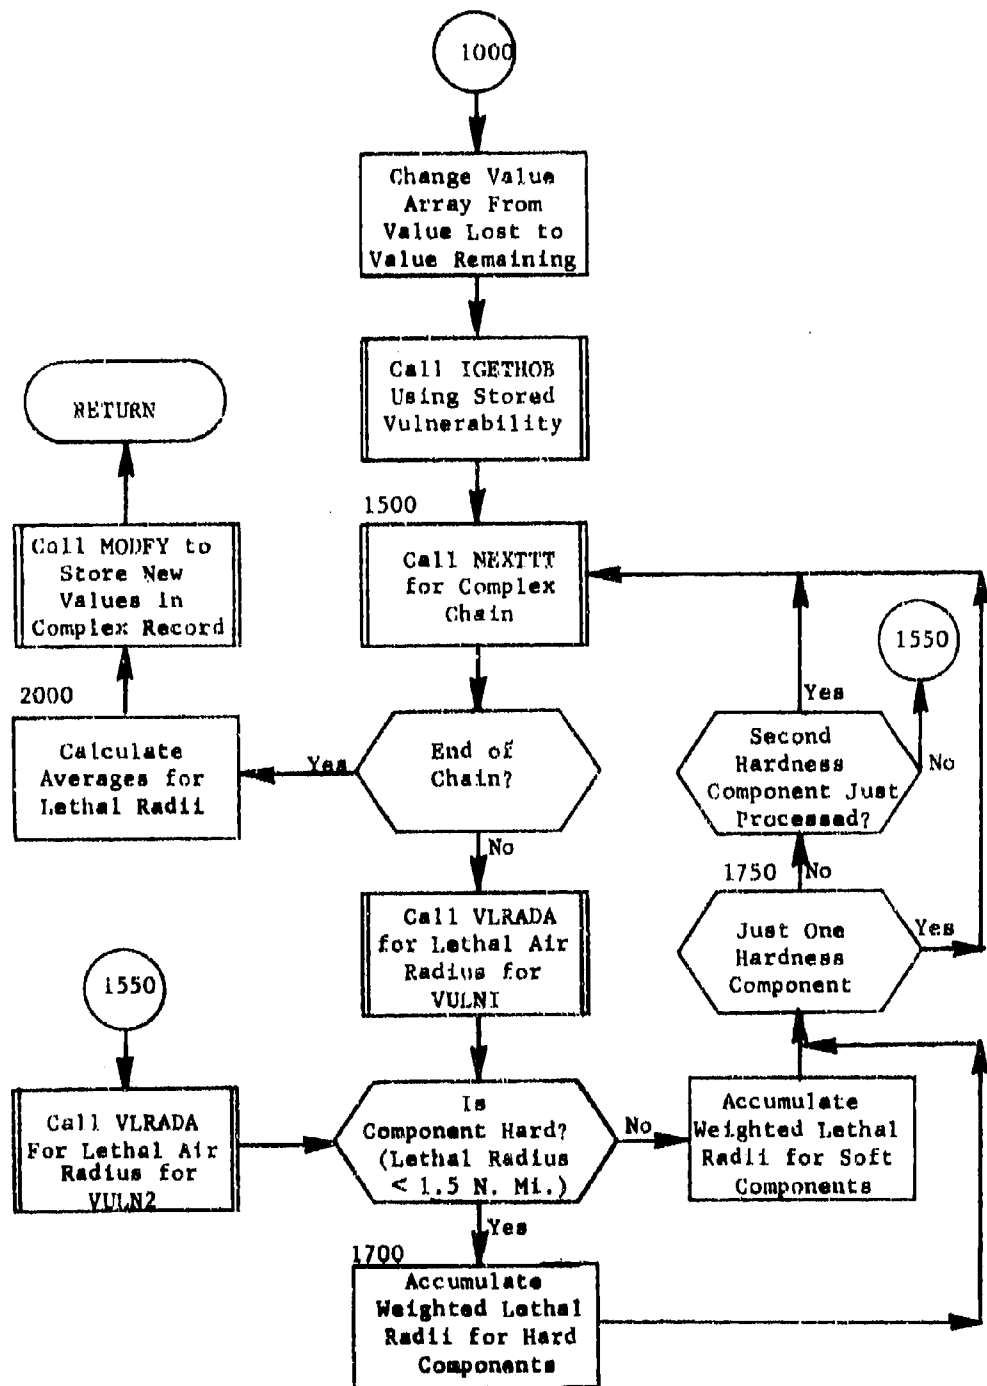 1000
Change Value
Array From
Value Lost to
Value Remaining
Call IGETHOB
Using Stored
Vulnerability
RETURN
1500
Call NEXTTT
for Complex
Chain
Call MODFY to
Store New
Values in
Complex Record
1550
2000
Calculate
Averages for
Lethal Radii
Yes
End of
Chain?
No
Yes
Second
Hardness
Component Just
Processed?
No
1750
No
Call VLRADA
for Lethal Air
Radius for
VULN1
Just One
Hardness
Component
Yes
1550
Call VLRADA
For Lethal Air
Radius for
VULN2
Is
Component Hard?
(Lethal Radius
< 1.5 N. Mi.)
No
Accumulate
Weighted Lethal
Radii for Soft
Components
Yes
1700
Accumulate
Weighted Lethal
Radii for Hard
Components